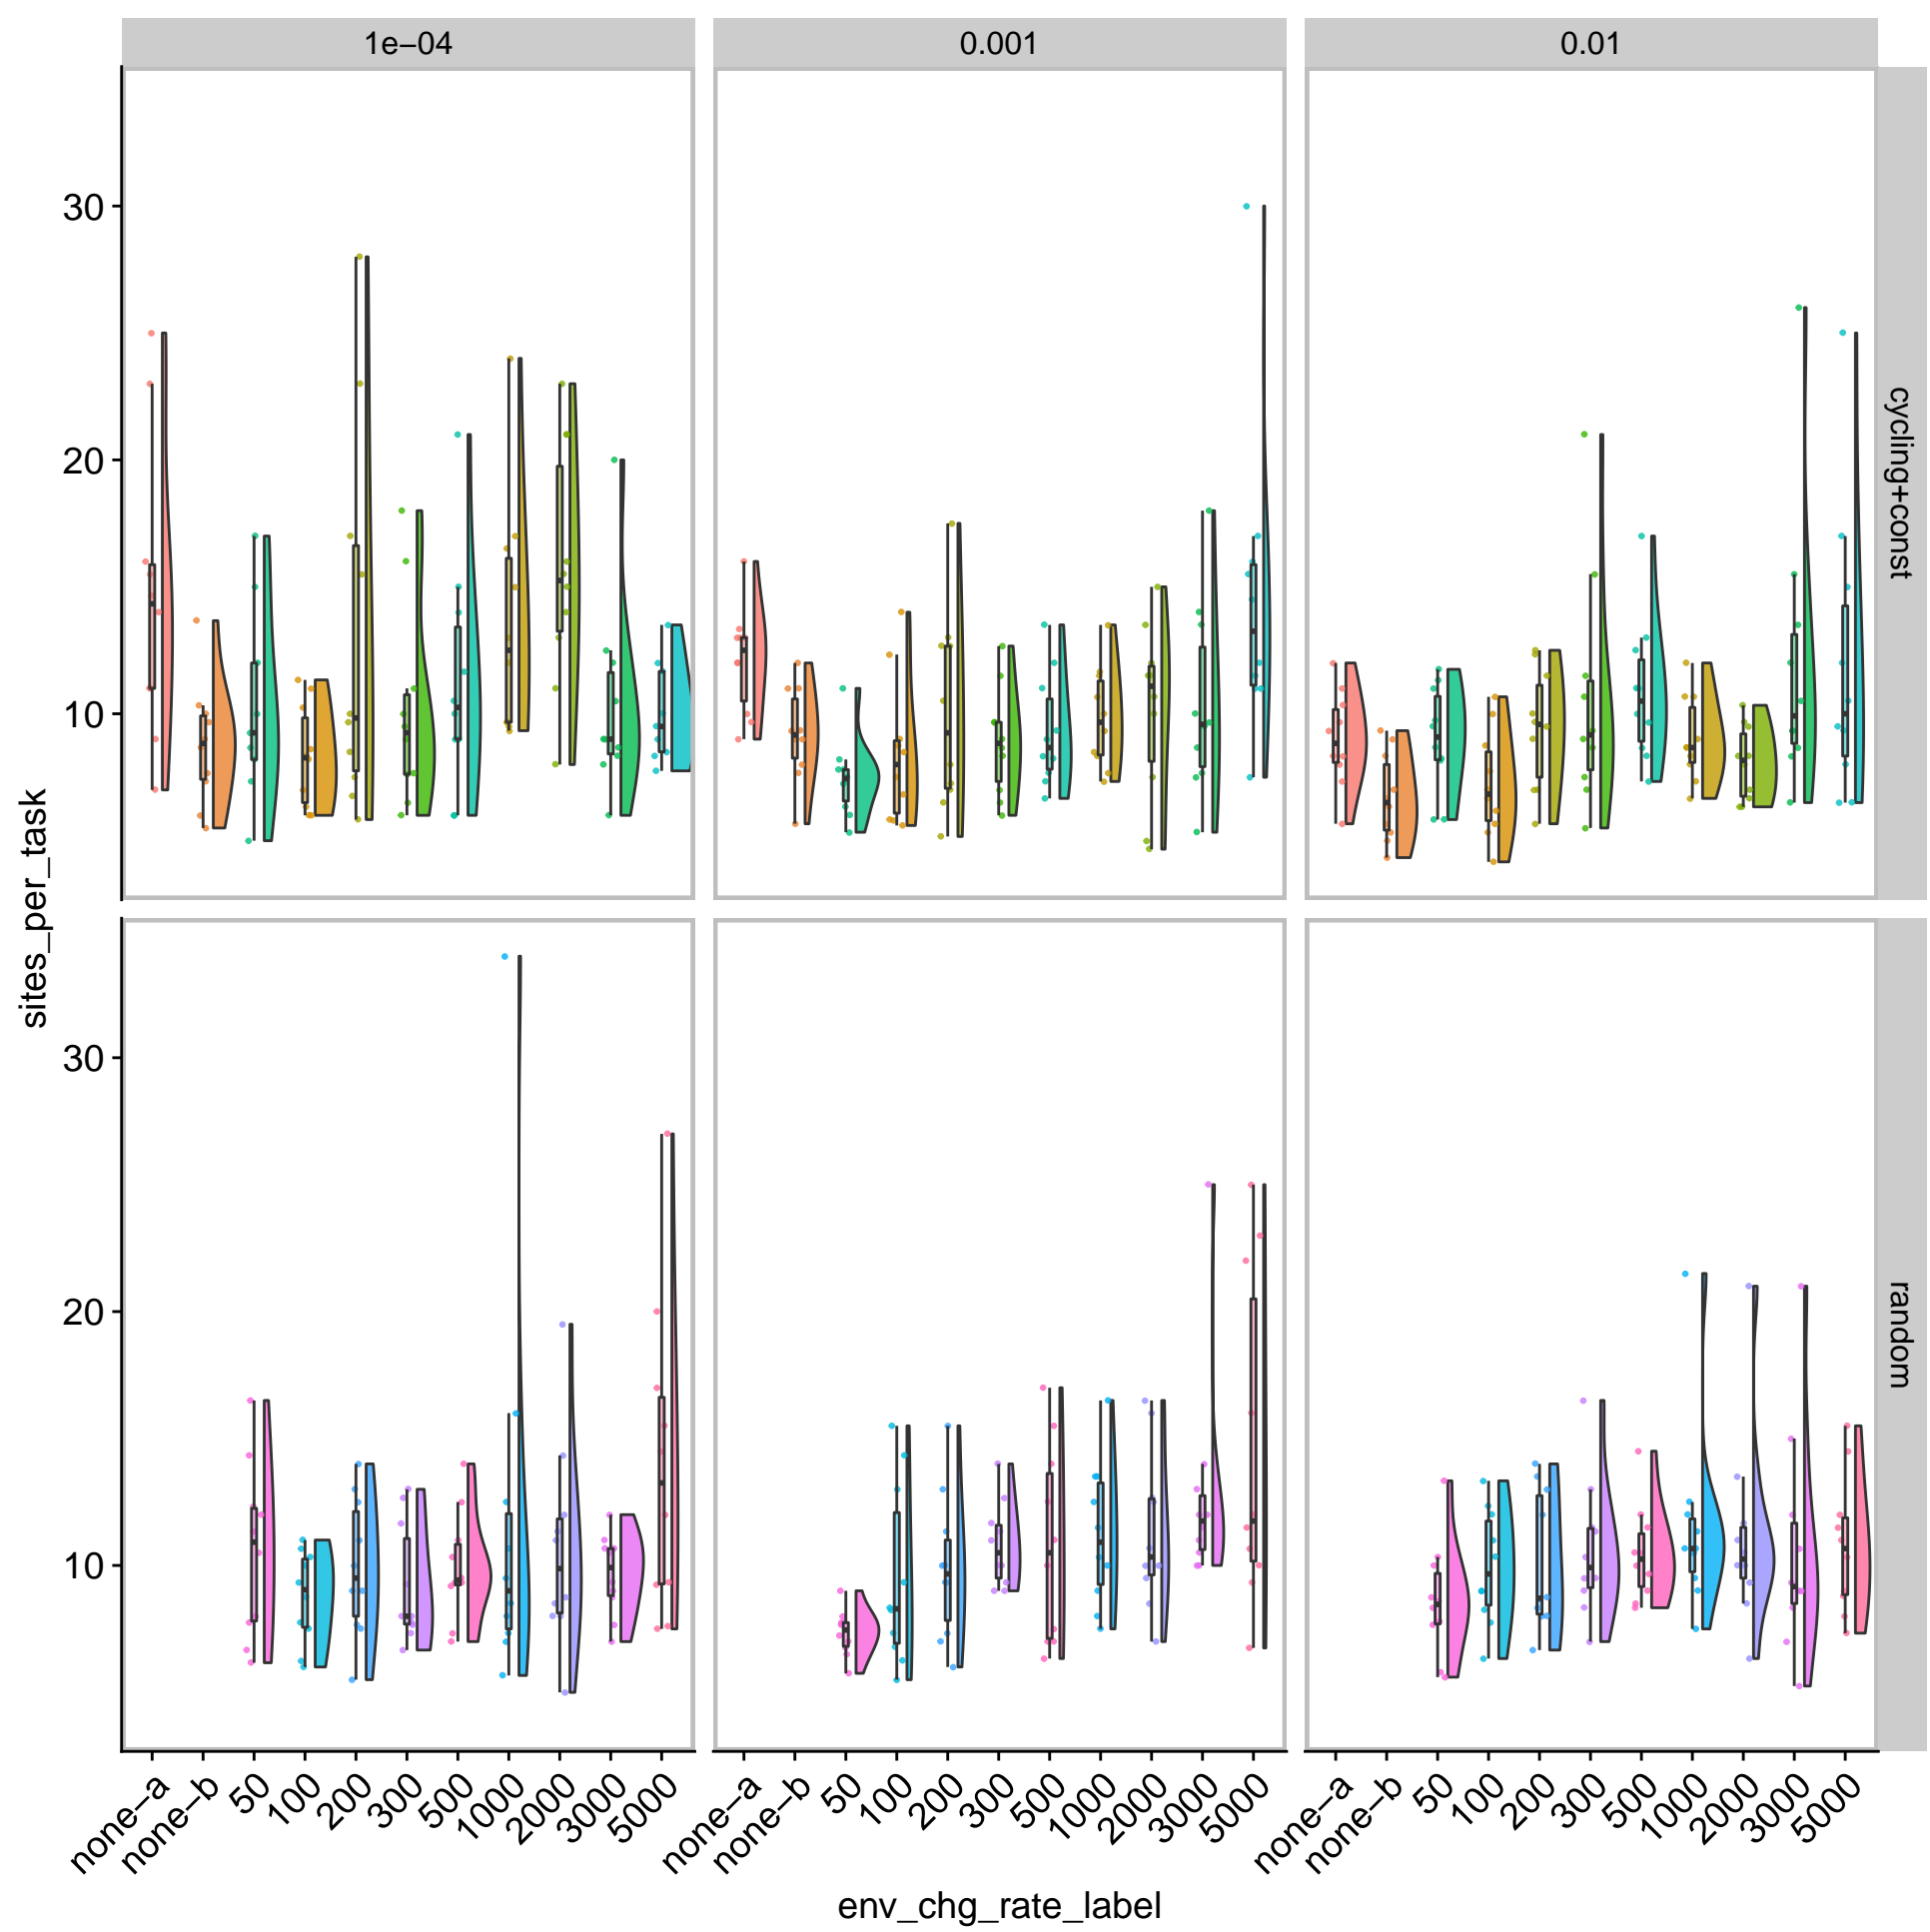 1e−04 0.001 0.01
30
20
10
cycling+const
sites_per_task
30
20
10
random
none−a none−b 50 100 200 300 500 1000 2000 3000 5000 none−a none−b 50 100 200 300 500 1000 2000 3000 5000 none−a none−b 50 100 200 300 500 1000 2000 3000 5000
env_chg_rate_label